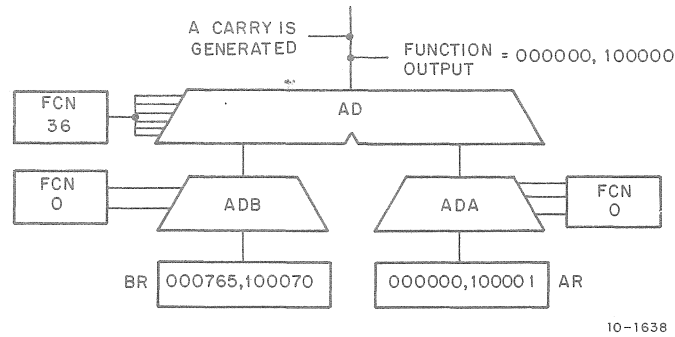 A CARRY IS
GENERATED
FUNCTION = 000000, 100000
OUTPUT
FCN
36
AD
FCN
0
ADB
ADA
FCN
0
BR 000765,100070
000000,100001 AR
10-1638